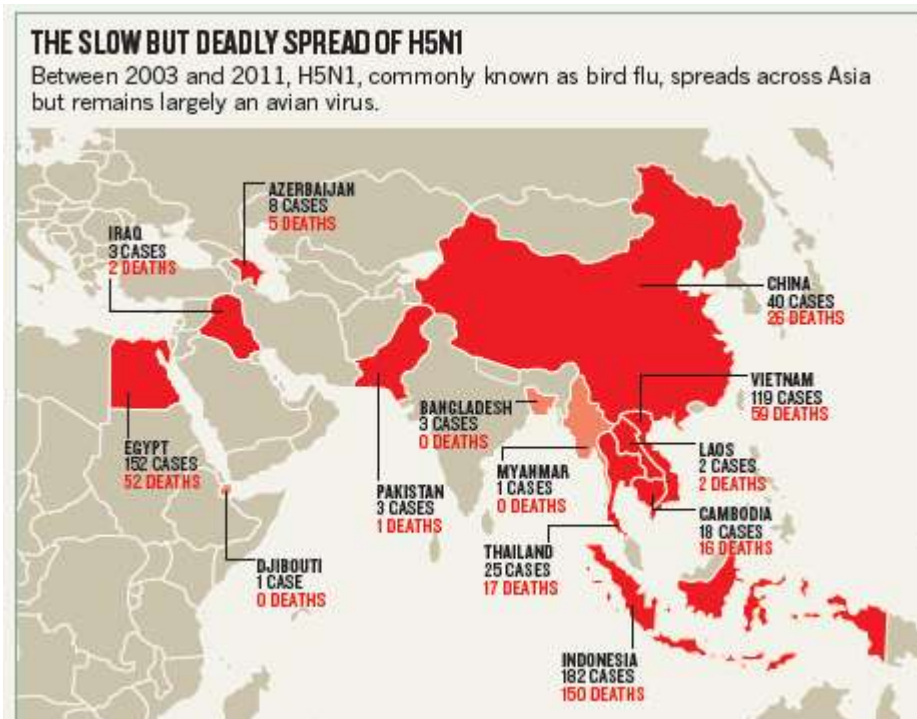 THE SLOW BUT DEADLY SPREAD OF H5N1
Between 2003 and 2011, H5N1, commonly known as bird flu, spreads across Asia
but remains largely an avian virus.
AZERBAIJAN
8 CASES
5 DEATHS
IRAQ
3 CASES
2 DEATHS
CHINA
40 CASES
26 DEATHS
VIETNAM
119 CASES
59 DEATHS
BANGLADESH
3 CASES
0 DEATHS
EGYPT
152 CASES
52 DEATHS
LAOS
2 CASES
2 DEATHS
MYANMAR
1 CASES
0 DEATHS
PAKISTAN
3 CASES
1 DEATHS
CAMBODIA
18 CASES
16 DEATHS
THAILAND
25 CASES
17 DEATHS
DJIBOUTI
1 CASE
0 DEATHS
INDONESIA
182 CASES
150 DEATHS